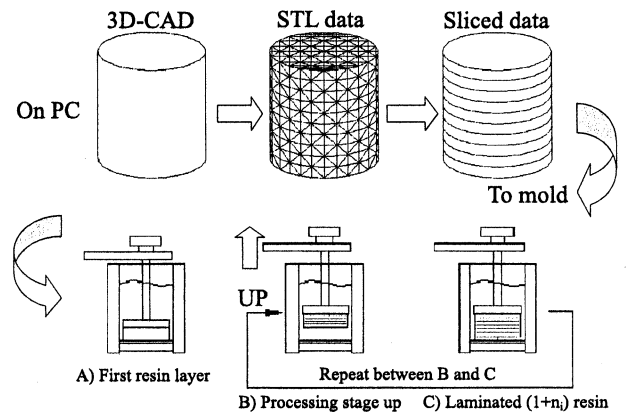 3D-CAD
STL data
Sliced data
On PC
To mold
UP
A) First resin layer
Repeat between B and C
B) Processing stage up
C) Laminated (1+nᵢ) resin